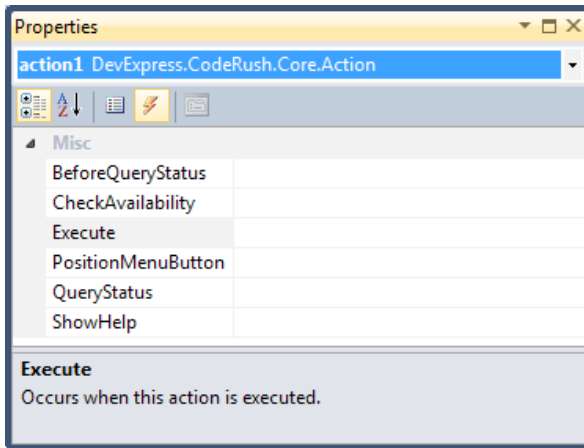 Properties
action1 DevExpress.CodeRush.Core.Action
Misc
BeforeQueryStatus
CheckAvailability
Execute
PositionMenuButton
QueryStatus
ShowHelp
Execute
Occurs when this action is executed.